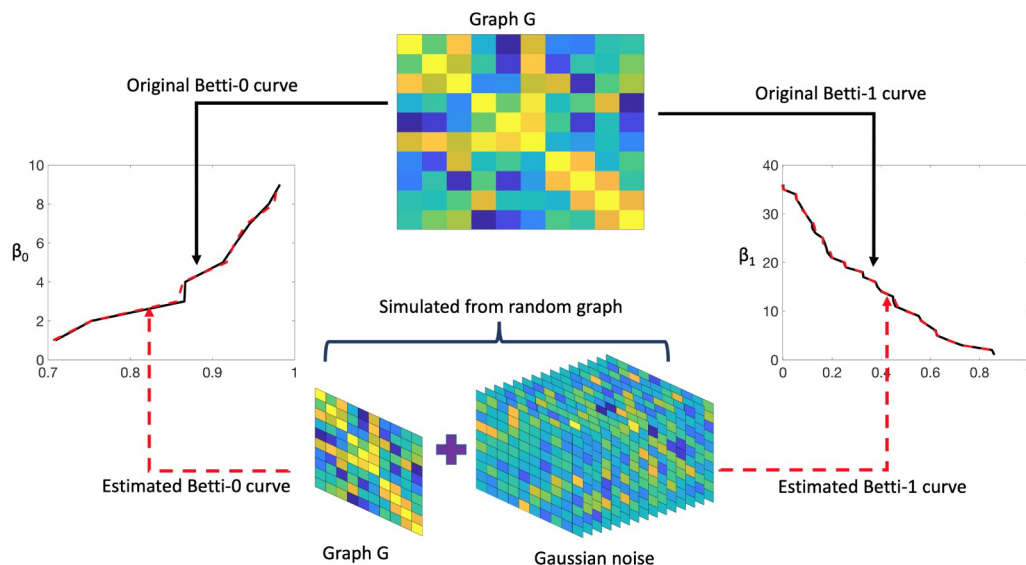 Graph G
Original Betti-0 curve
Original Betti-1 curve
10
8
6
4
2
0
β0
0.7
0.8
0.9
1
40
30
20
10
0
β1
0
0.2
0.4
0.6
0.8
Simulated from random graph
Estimated Betti-0 curve
Estimated Betti-1 curve
Graph G
Gaussian noise